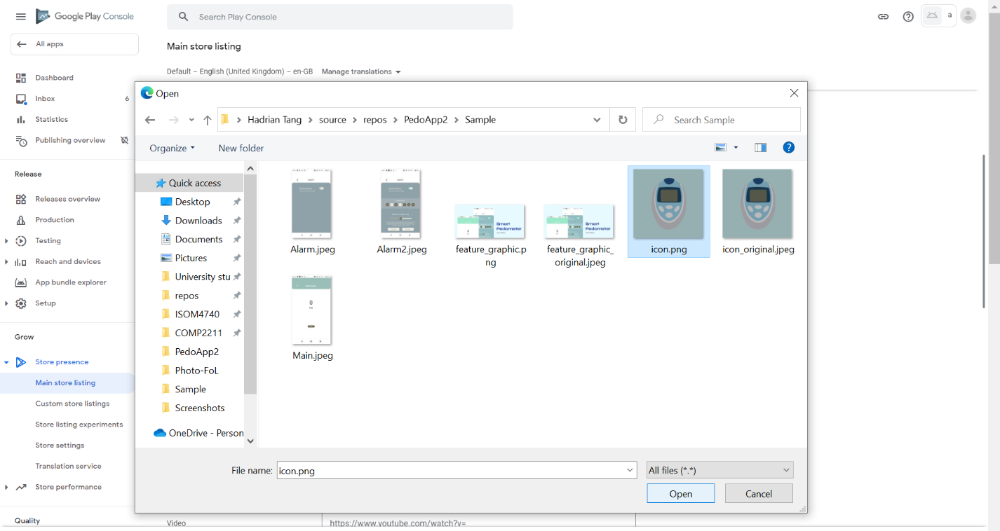 Google Play Console
Search Play Console
a
All apps
Main store listing
Default – English (United Kingdom) – en-GB Manage translations
Dashboard
Inbox 6
Statistics
Publishing overview
Release
Releases overview
Production
Testing
Reach and devices
App bundle explorer
Setup
Grow
Store presence
Main store listing
Custom store listings
Store listing experiments
Store settings
Translation service
Store performance
Quality
Open
Hadrian Tang > source > repos > PedoApp2 > Sample
Search Sample
Organize New folder
Quick access
Desktop
Downloads
Documents
Pictures
University stu
repos
ISOM4740
COMP2211
PedoApp2
Photo-FoL
Sample
Screenshots
OneDrive - Person
Smart
Pedometer
Smart
Pedometer
Alarm.jpeg
Alarm2.jpeg
feature_graphic.p
ng
feature_graphic_
original.jpeg
icon.png
icon_original.jpeg
0
Main.jpeg
File name: icon.png All files (*.*)
Open Cancel
Video https://www.youtube.com/watch?v=